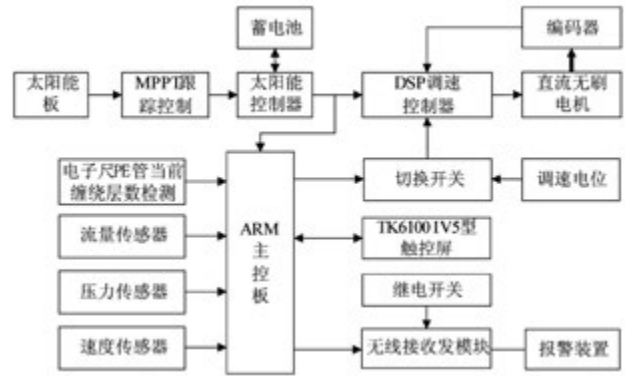 蓄电池
编码器
太阳能
板
MPPT跟
踪控制
太阳能
控制器
DSP调速
控制器
直流无刷
电机
电子尺PE管当前
缠绕层数检测
切换开关
调速电位
流量传感器
ARM
主
控
板
TK6100IV5型
触控屏
压力传感器
继电开关
速度传感器
无线接收发模块
报警装置